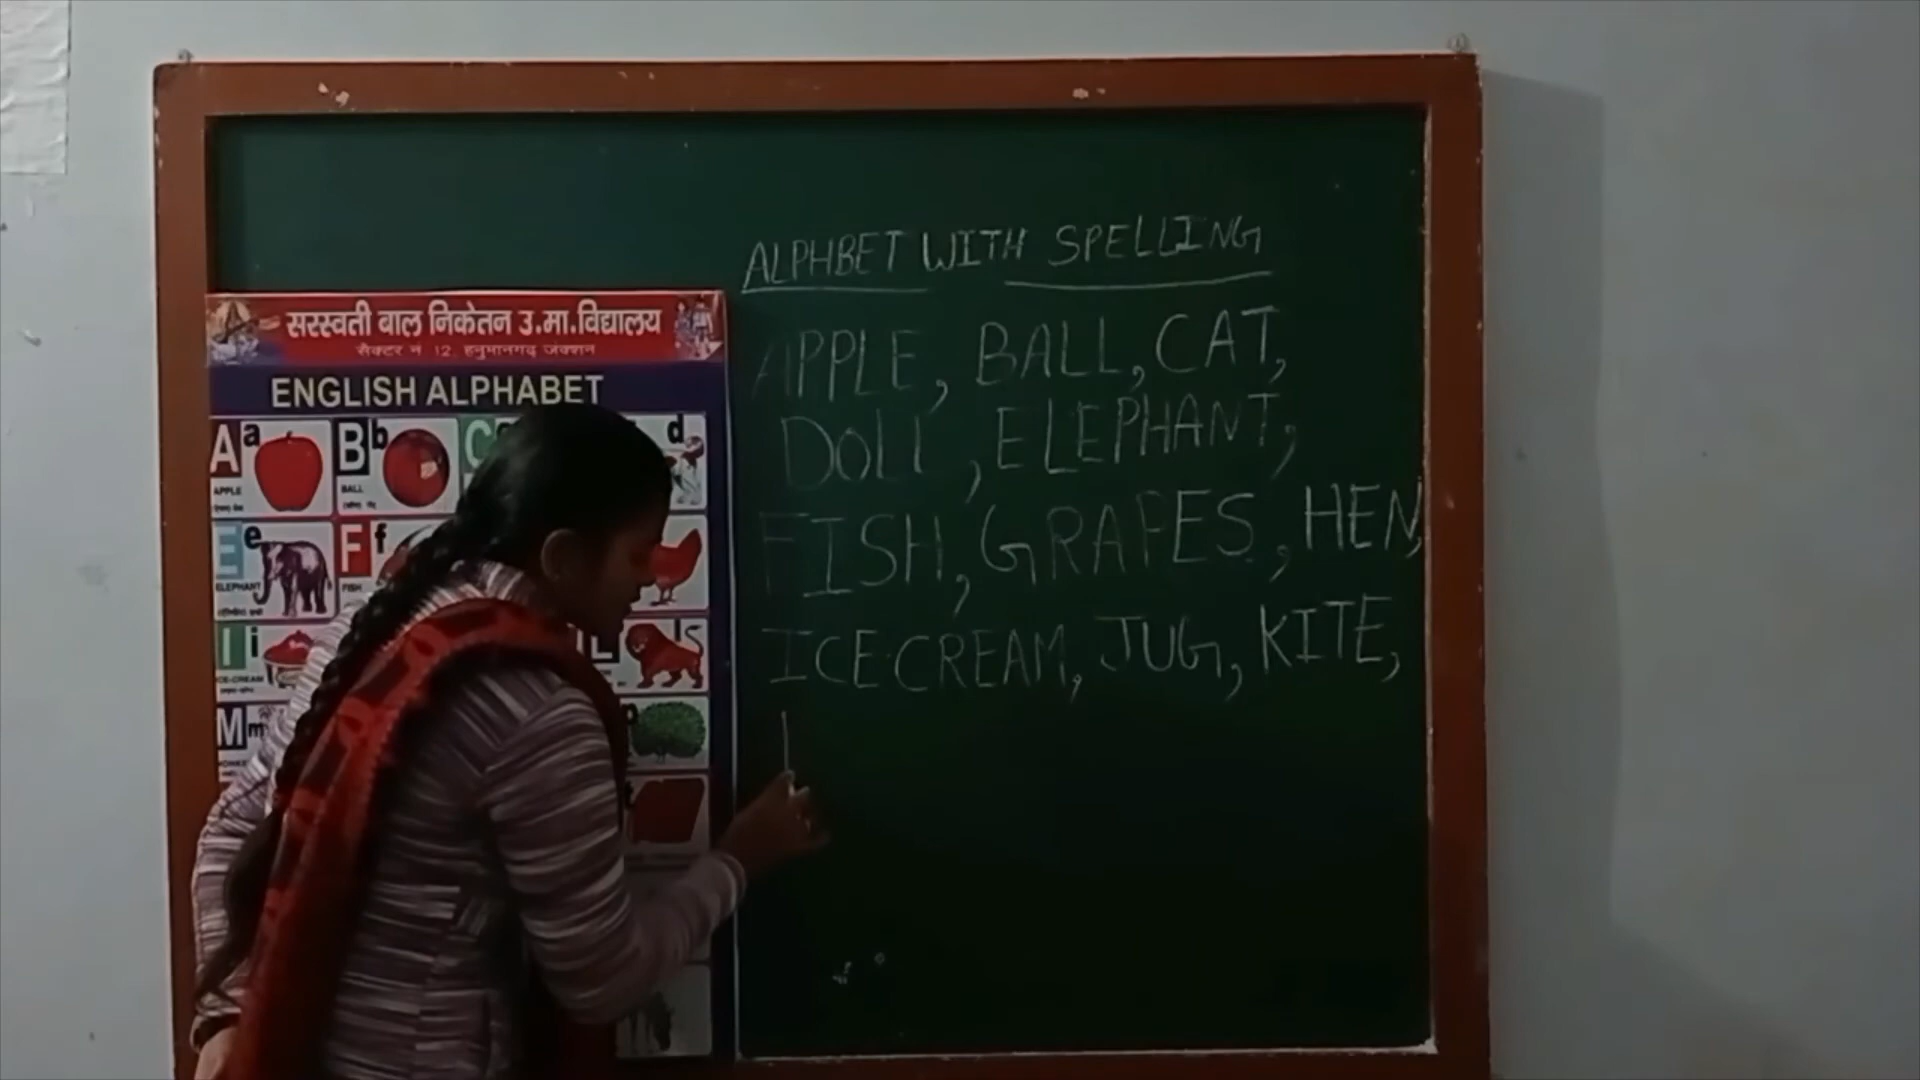 ALPHBET WITH SPELLING
APPLE, BALL, CAT,
DOLL, ELEPHANT,
FISH, GRAPES, HEN,
ICE-CREAM, JUG, KITE,
सरस्वती बाल निकेतन उ.मा.विद्यालय
सैक्टर नं 12, हनुमानगढ़ जंक्शन
ENGLISH ALPHABET
A a B b C d
APPLE BALL
E e F f
ELEPHANT FISH
I i L
ICE-CREAM
M m p